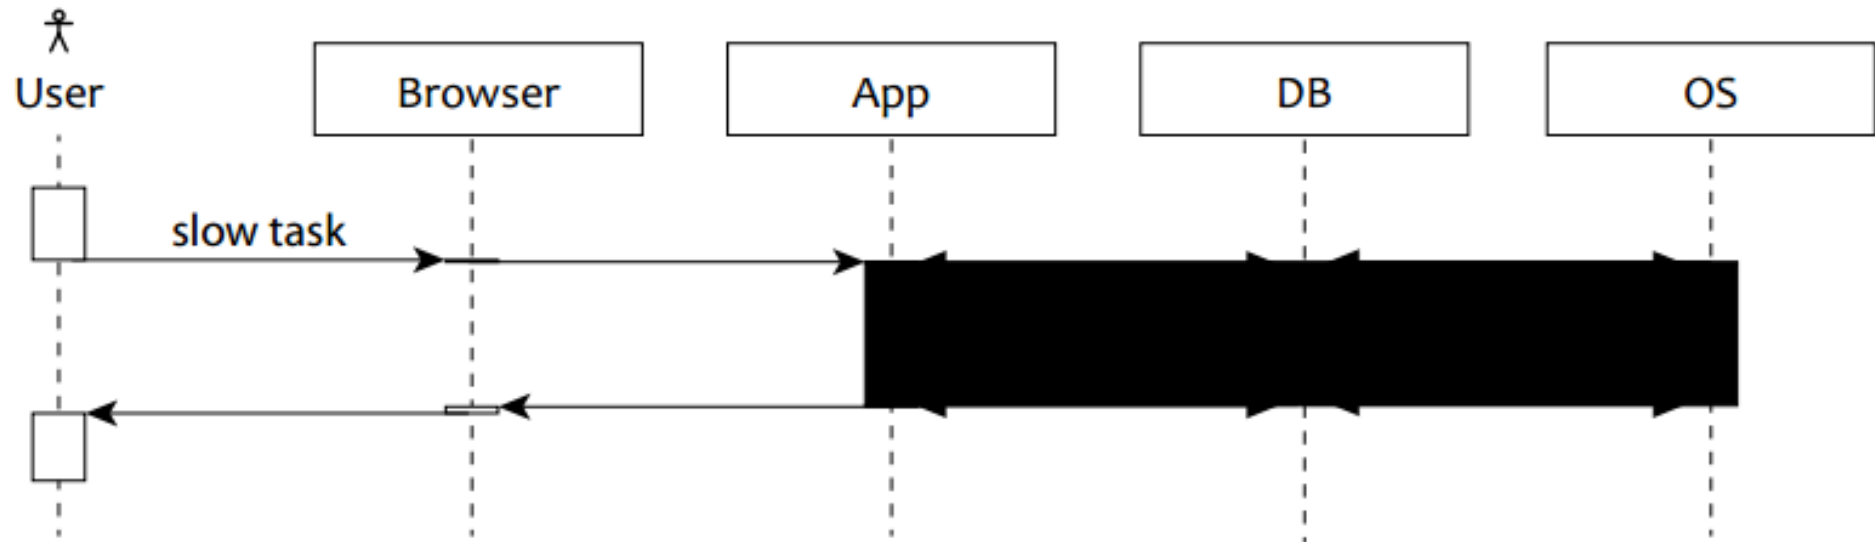 User
Browser
App
DB
OS
slow task